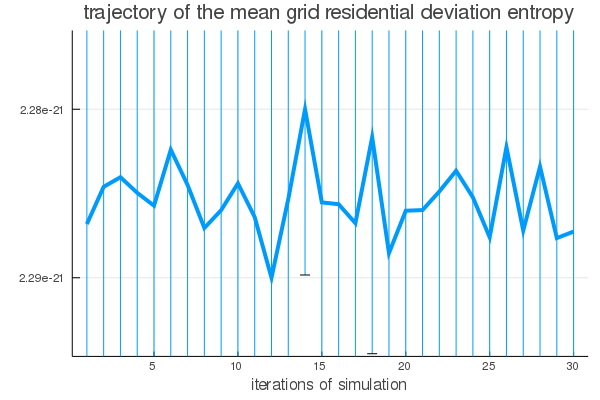 trajectory of the mean grid residential deviation entropy
2.28e-21
2.29e-21
5 10 15 20 25 30
iterations of simulation